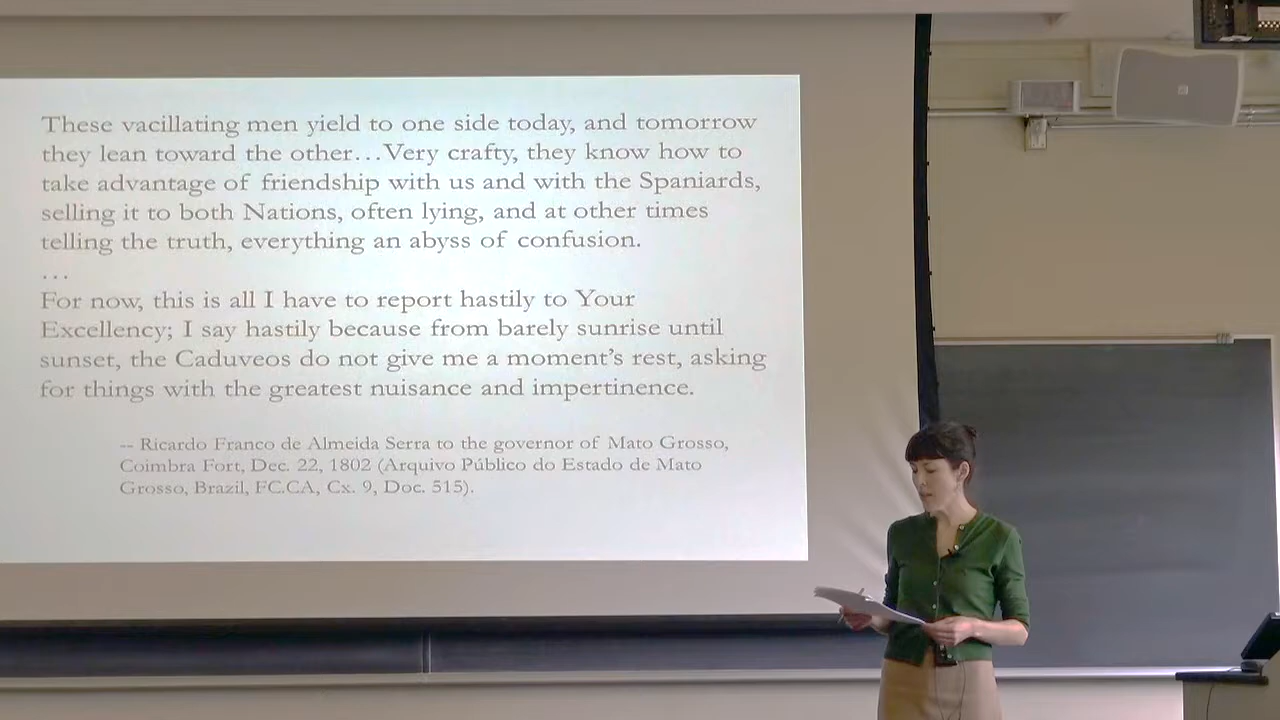 These vacillating men yield to one side today, and tomorrow
they lean toward the other…Very crafty, they know how to
take advantage of friendship with us and with the Spaniards,
selling it to both Nations, often lying, and at other times
telling the truth, everything an abyss of confusion.
…
For now, this is all I have to report hastily to Your
Excellency; I say hastily because from barely sunrise until
sunset, the Caduveos do not give me a moment’s rest, asking
for things with the greatest nuisance and impertinence.
-- Ricardo Franco de Almeida Serra to the governor of Mato Grosso,
Coimbra Fort, Dec. 22, 1802 (Arquivo Público do Estado de Mato
Grosso, Brazil, FC.CA, Cx. 9, Doc. 515).